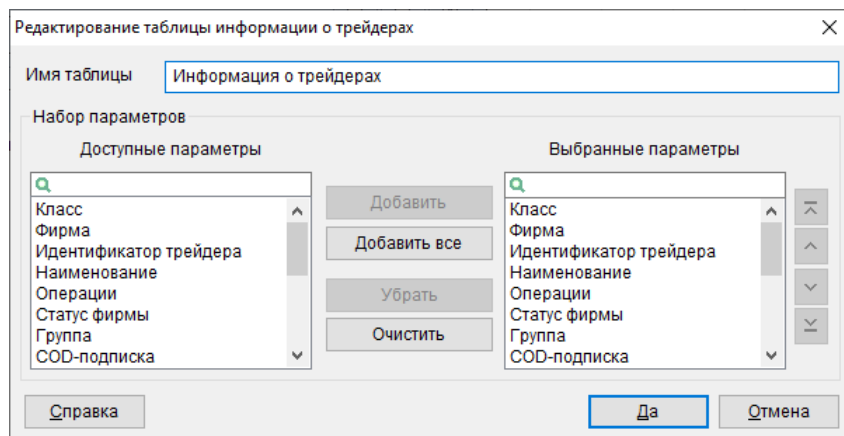 Редактирование таблицы информации о трейдерах
Имя таблицы
Информация о трейдерах
Набор параметров
Доступные параметры
Класс
Фирма
Идентификатор трейдера
Наименование
Операции
Статус фирмы
Группа
COD-подписка
Добавить
Добавить все
Убрать
Очистить
Выбранные параметры
Класс
Фирма
Идентификатор трейдера
Наименование
Операции
Статус фирмы
Группа
COD-подписка
Справка
Да
Отмена